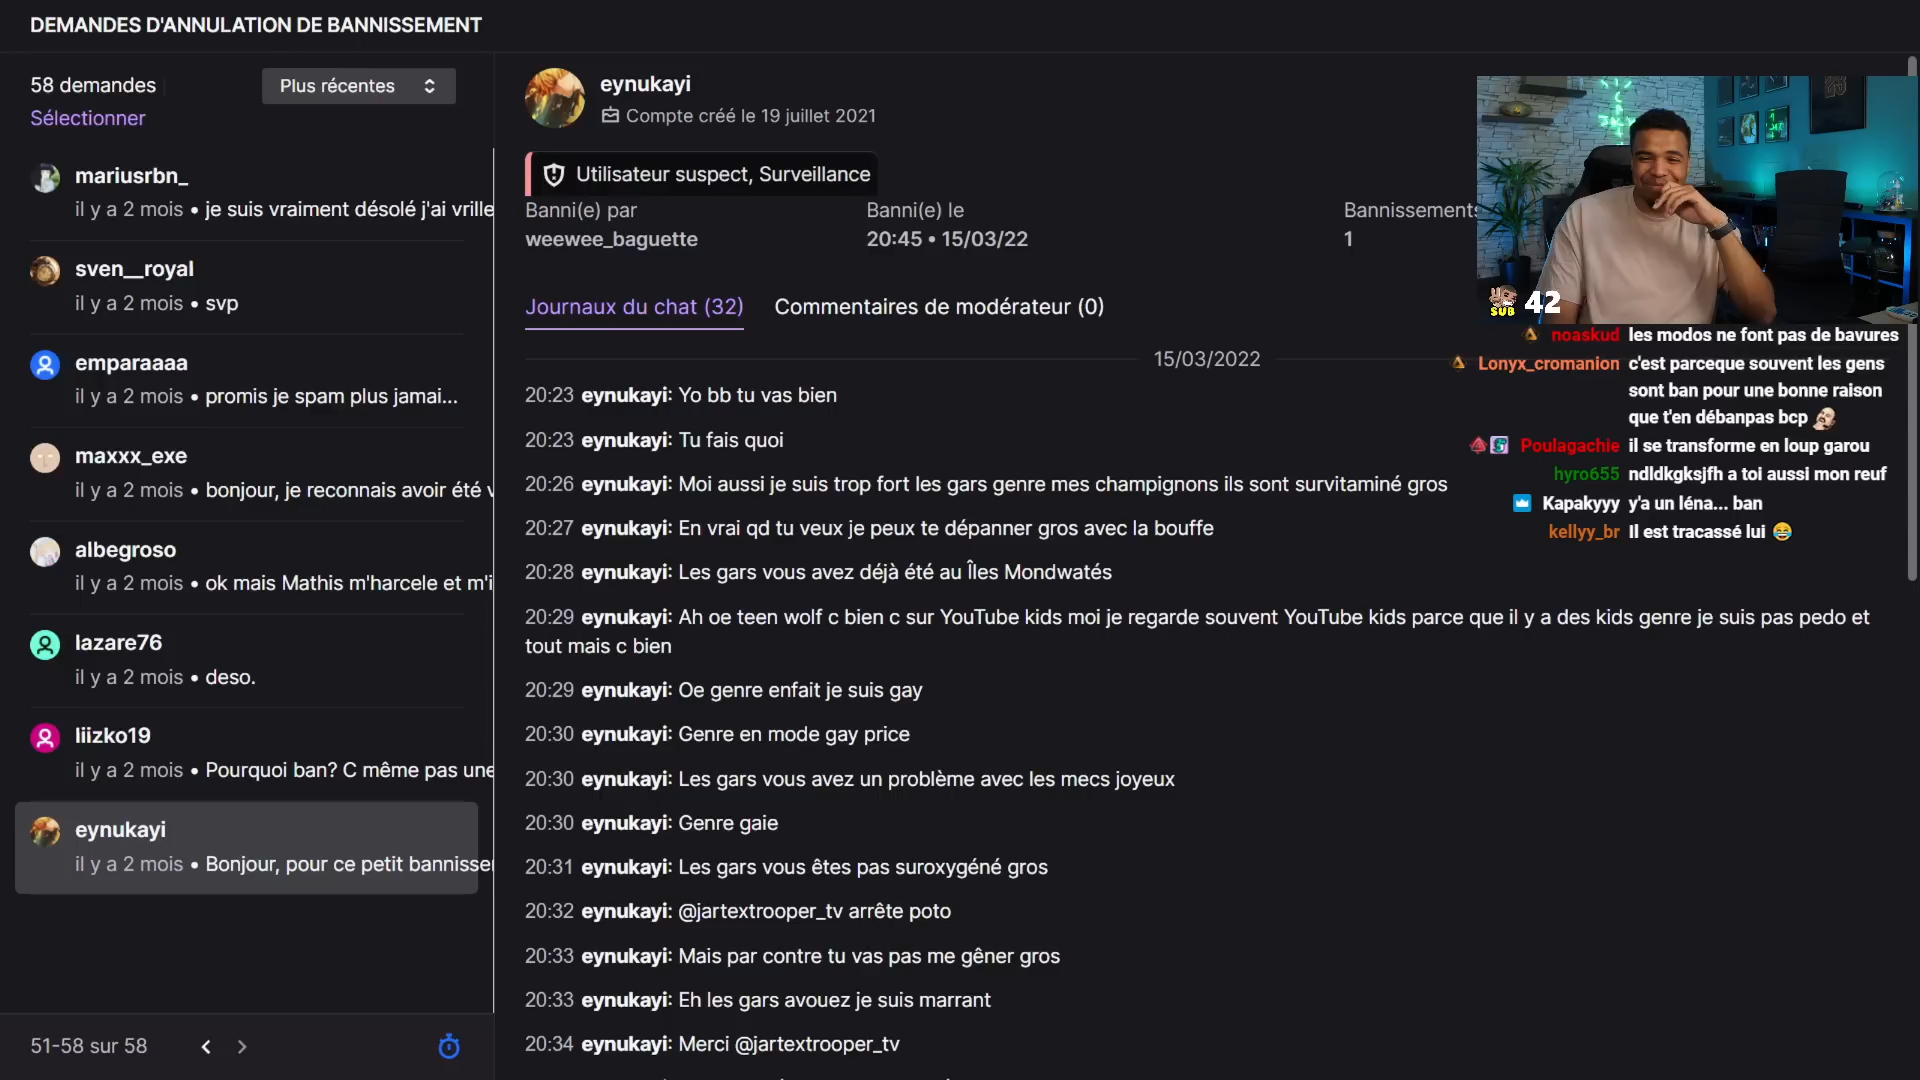 DEMANDES D'ANNULATION DE BANNISSEMENT
58 demandes
Plus récentes
Sélectionner
mariusrbn_
il y a 2 mois • je suis vraiment désolé j'ai vrille
sven__royal
il y a 2 mois • svp
emparaaaa
il y a 2 mois • promis je spam plus jamai...
maxxx_exe
il y a 2 mois • bonjour, je reconnais avoir été v
albegroso
il y a 2 mois • ok mais Mathis m'harcele et m'i
lazare76
il y a 2 mois • deso.
liizko19
il y a 2 mois • Pourquoi ban? C même pas une
eynukayi
il y a 2 mois • Bonjour, pour ce petit bannisse
51-58 sur 58
eynukayi
Compte créé le 19 juillet 2021
Utilisateur suspect, Surveillance
Banni(e) par
weewee_baguette
Banni(e) le
20:45 • 15/03/22
Bannissements
1
Journaux du chat (32)
Commentaires de modérateur (0)
15/03/2022
20:23 eynukayi: Yo bb tu vas bien
20:23 eynukayi: Tu fais quoi
20:26 eynukayi: Moi aussi je suis trop fort les gars genre mes champignons ils sont survitaminé gros
20:27 eynukayi: En vrai qd tu veux je peux te dépanner gros avec la bouffe
20:28 eynukayi: Les gars vous avez déjà été au Îles Mondwatés
20:29 eynukayi: Ah oe teen wolf c bien c sur YouTube kids moi je regarde souvent YouTube kids parce que il y a des kids genre je suis pas pedo et
tout mais c bien
20:29 eynukayi: Oe genre enfait je suis gay
20:30 eynukayi: Genre en mode gay price
20:30 eynukayi: Les gars vous avez un problème avec les mecs joyeux
20:30 eynukayi: Genre gaie
20:31 eynukayi: Les gars vous êtes pas suroxygéné gros
20:32 eynukayi: @jartextrooper_tv arrête poto
20:33 eynukayi: Mais par contre tu vas pas me gêner gros
20:33 eynukayi: Eh les gars avouez je suis marrant
20:34 eynukayi: Merci @jartextrooper_tv
SUB 42
noaskud les modos ne font pas de bavures
Lonyx_cromanion c'est parceque souvent les gens
sont ban pour une bonne raison
que t'en débanpas bcp
Poulagachie il se transforme en loup garou
hyro655 ndldkgksjfh a toi aussi mon reuf
Kapakyyy y'a un léna... ban
kellyy_br Il est tracassé lui 😂